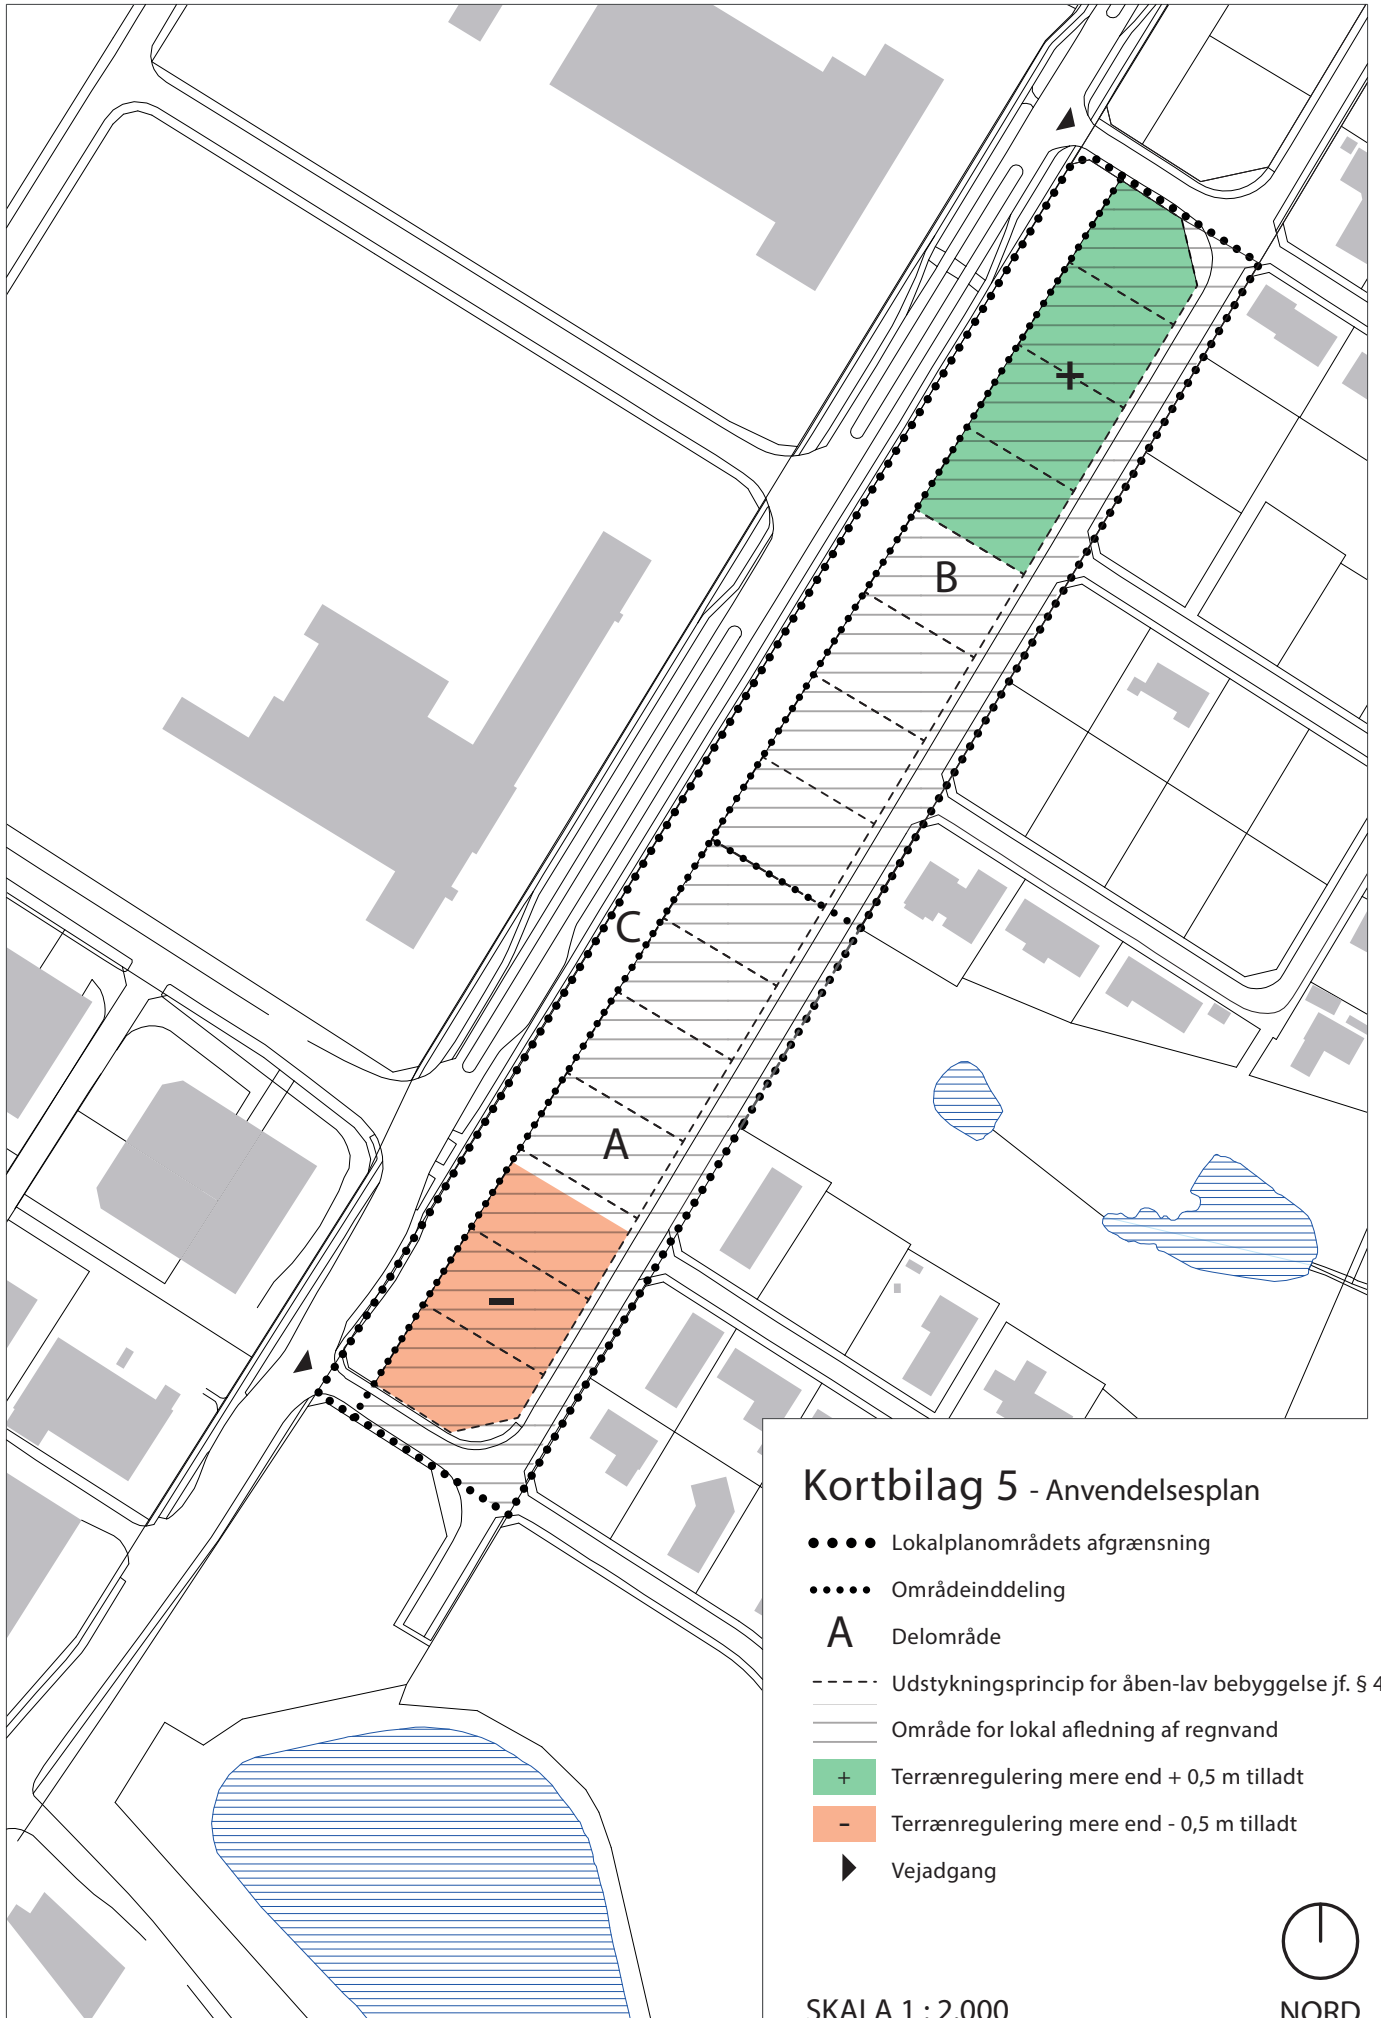 +
B
C
A
-
Kortbilag 5 - Anvendelsesplan
Lokalplanområdets afgrænsning
Områdeinddeling
A Delområde
Udstykningsprincip for åben-lav bebyggelse jf. § 4
Område for lokal afledning af regnvand
+ Terrænregulering mere end + 0,5 m tilladt
- Terrænregulering mere end - 0,5 m tilladt
Vejadgang
SKALA 1 : 2.000
NORD